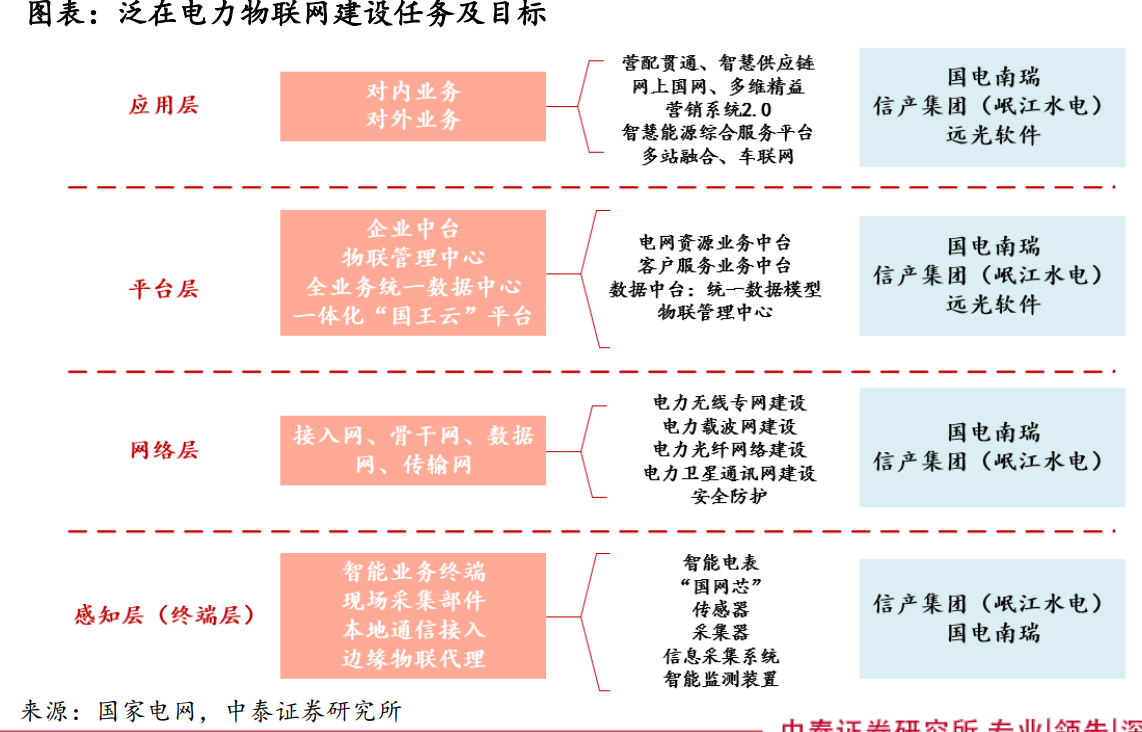 图表：泛在电力物联网建设任务及目标
应用层
对内业务
对外业务
营配贯通、智慧供应链
网上国网、多维精益
营销系统2.0
智慧能源综合服务平台
多站融合、车联网
国电南瑞
信产集团（岷江水电）
远光软件
平台层
企业中台
物联管理中心
全业务统一数据中心
一体化“国王云”平台
电网资源业务中台
客户服务业务中台
数据中台：统一数据模型
物联管理中心
国电南瑞
信产集团（岷江水电）
远光软件
网络层
接入网、骨干网、数据
网、传输网
电力无线专网建设
电力载波网建设
电力光纤网络建设
电力卫星通讯网建设
安全防护
国电南瑞
信产集团（岷江水电）
感知层（终端层）
智能业务终端
现场采集部件
本地通信接入
边缘物联代理
智能电表
“国网芯”
传感器
采集器
信息采集系统
智能监测装置
信产集团（岷江水电）
国电南瑞
来源：国家电网，中泰证券研究所
中泰证券研究所 专业|领先|深